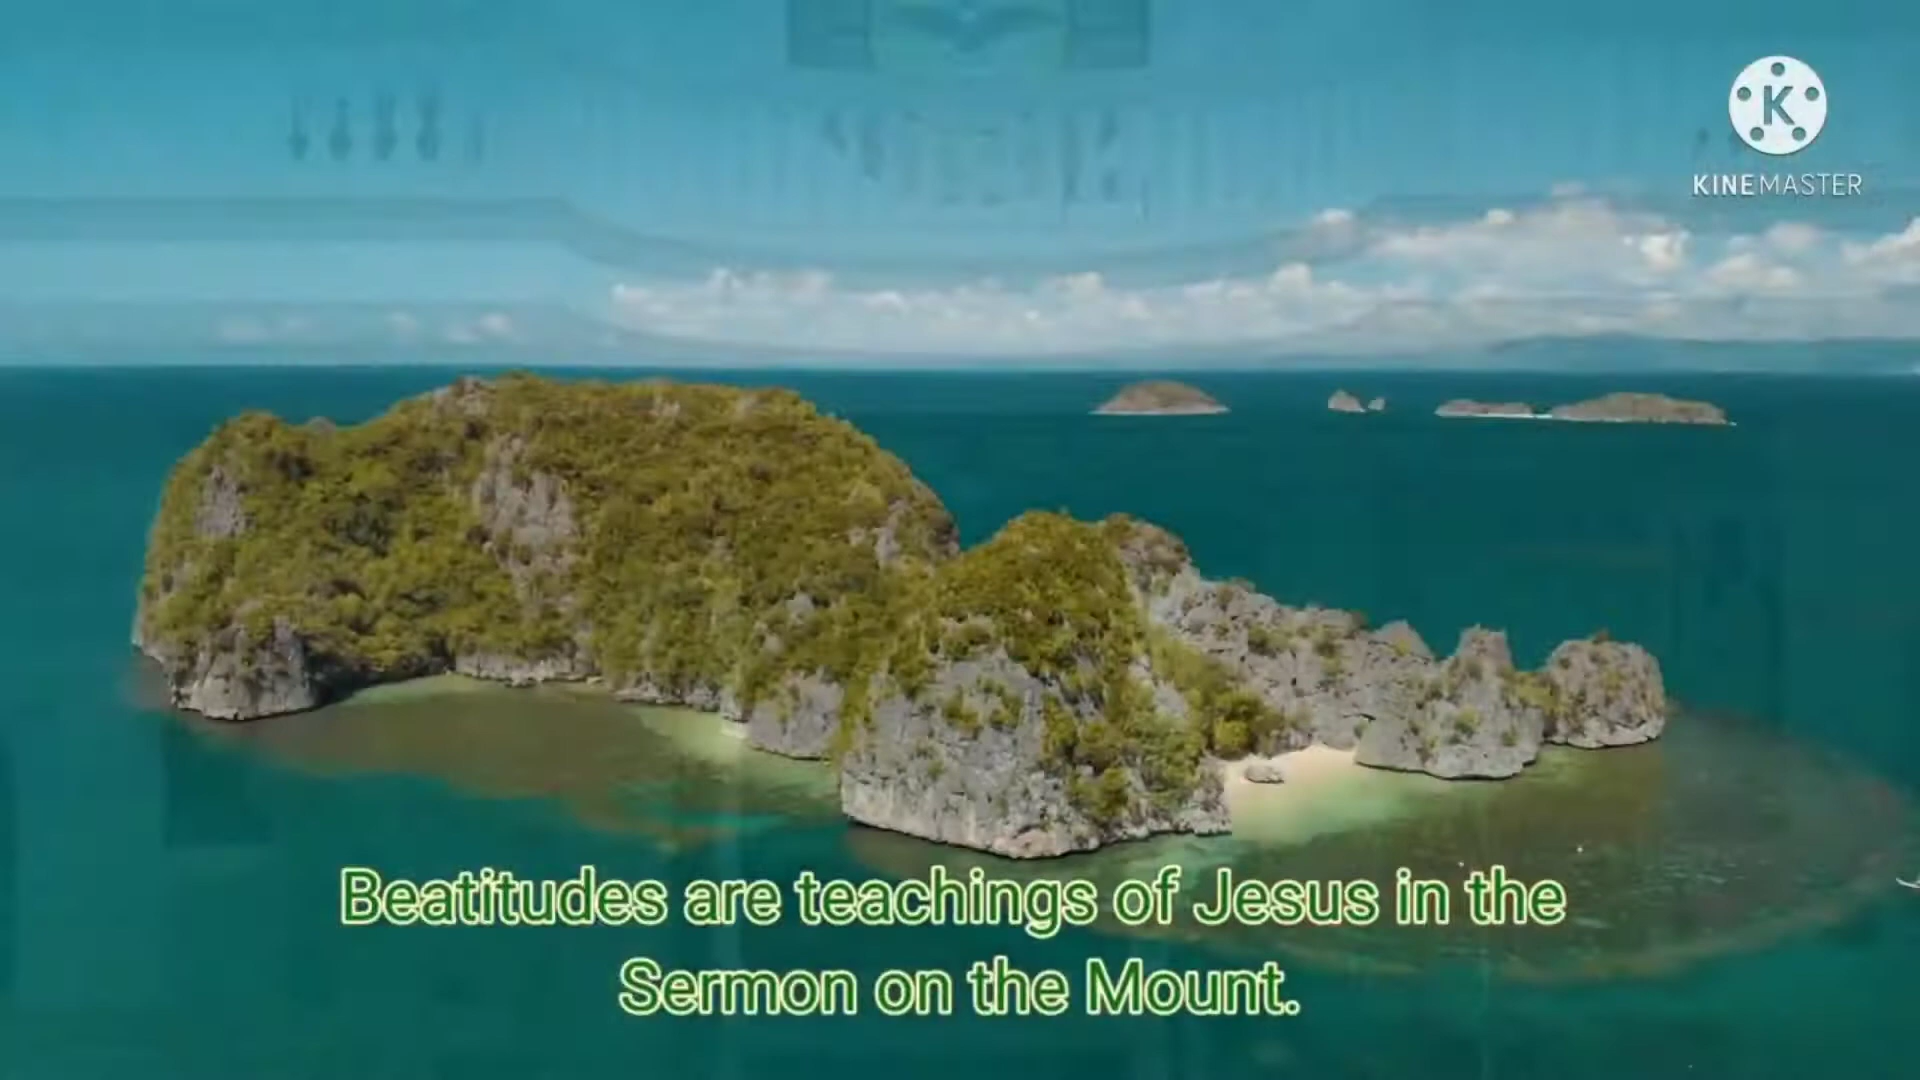 K
KINEMASTER
Beatitudes are teachings of Jesus in the
Sermon on the Mount.